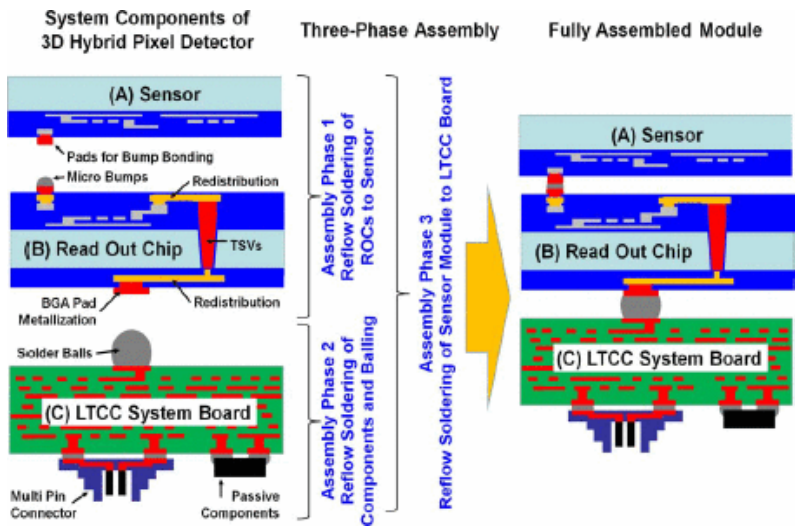 System Components of
3D Hybrid Pixel Detector
Three-Phase Assembly
Fully Assembled Module
(A) Sensor
Pads for Bump Bonding
Micro Bumps
Redistribution
(B) Read Out Chip
TSVs
BGA Pad
Metallization
Redistribution
Solder Balls
(C) LTCC System Board
Multi Pin
Connector
Passive
Components
Assembly Phase 1
Reflow Soldering of
ROCs to Sensor
Assembly Phase 2
Reflow Soldering of
Components and Balling
Assembly Phase 3
Reflow Soldering of Sensor Module to LTCC Board
(A) Sensor
(B) Read Out Chip
(C) LTCC System Board